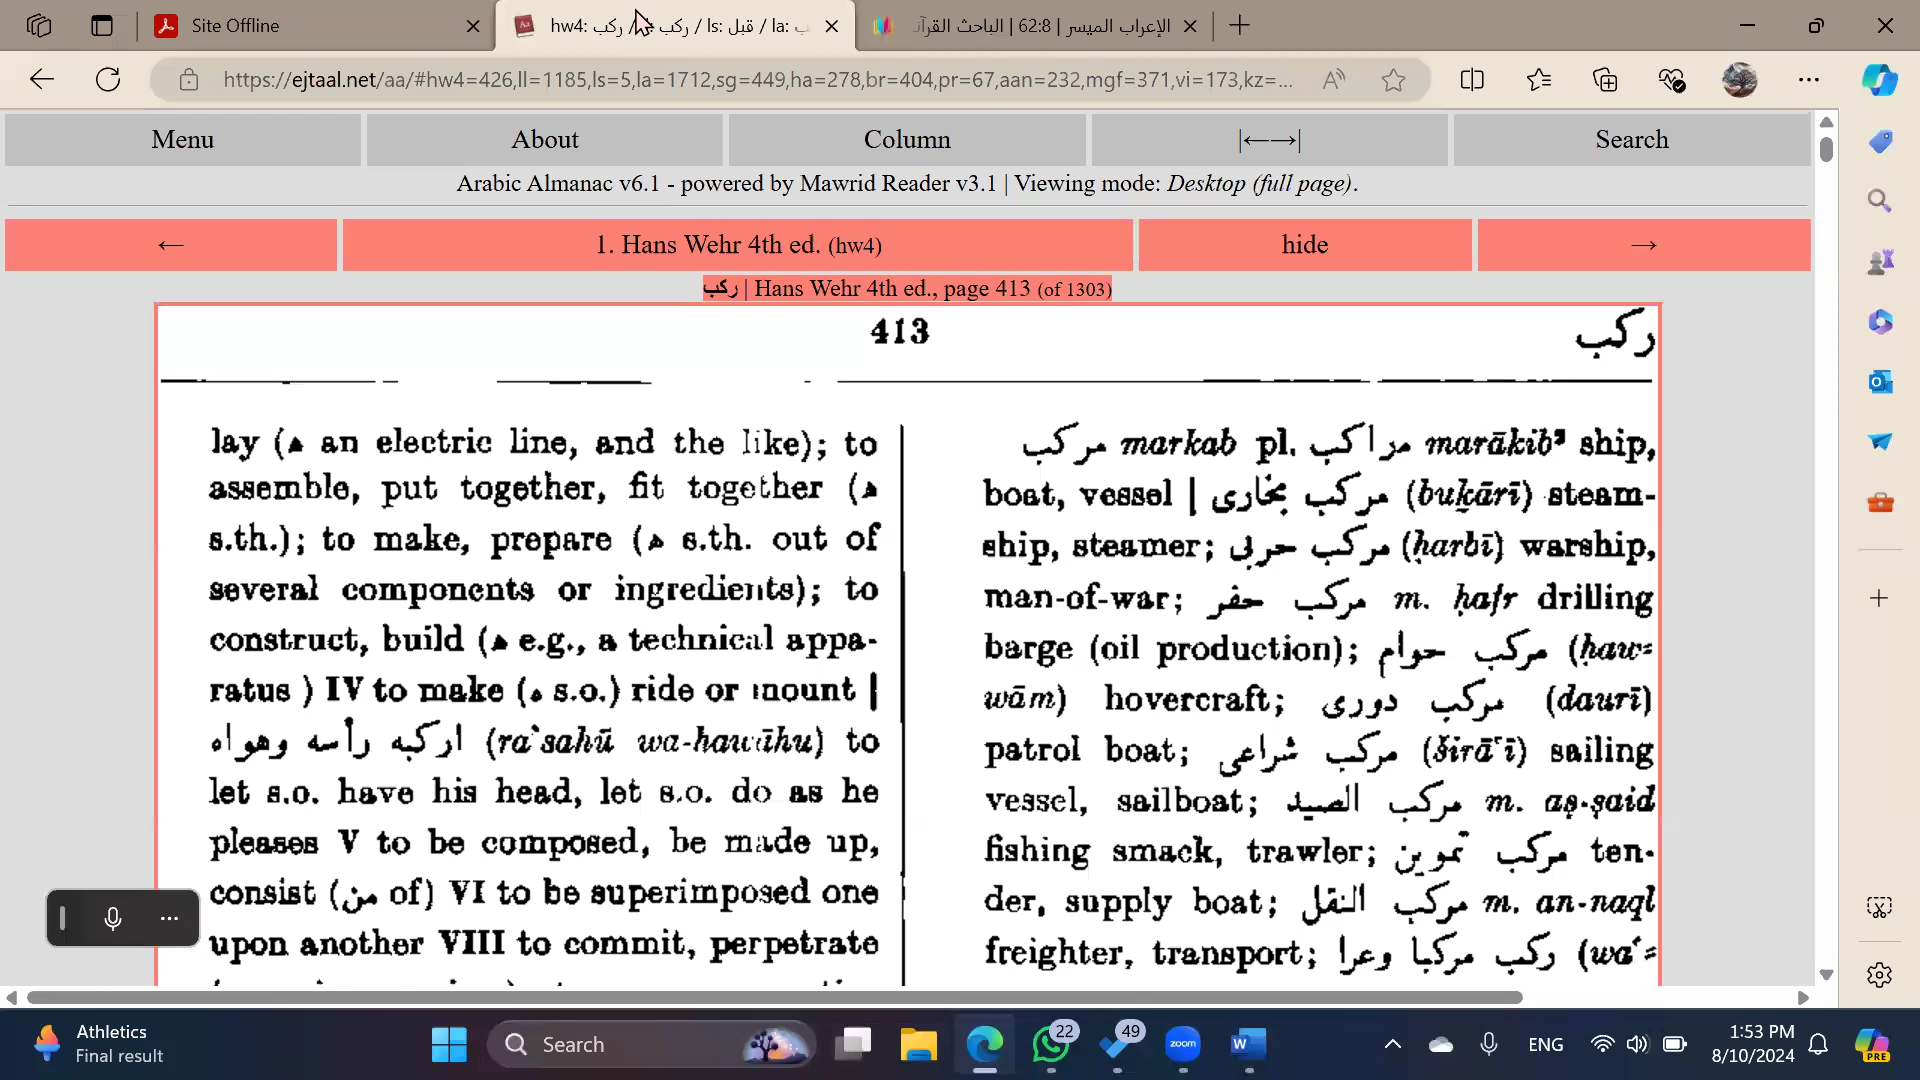 Site Offline
hw4: ركب / ll: ركب / ls: قبل / la:
الإعراب الميسر | 62:8 | الباحث القرآن
https://ejtaal.net/aa/#hw4=426,ll=1185,ls=5,la=1712,sg=449,ha=278,br=404,pr=67,aan=232,mgf=371,vi=173,kz=...
Menu
About
Column
|←→|
Search
Arabic Almanac v6.1 - powered by Mawrid Reader v3.1 | Viewing mode: Desktop (full page).
←
1. Hans Wehr 4th ed. (hw4)
hide
→
ركب | Hans Wehr 4th ed., page 413 (of 1303)
413
ركب
lay (ه an electric line, and the like); to
assemble, put together, fit together (ه
s.th.); to make, prepare (ه s.th. out of
several components or ingredients); to
construct, build (ه e.g., a technical appa-
ratus ) IV to make (ه s.o.) ride or mount |
اركبه رأسه وهواه (ra'sahū wa-hawāhu) to
let s.o. have his head, let s.o. do as he
pleases V to be composed, be made up,
consist (من of) VI to be superimposed one
upon another VIII to commit, perpetrate
مركب markab pl. مراكب marākib² ship,
boat, vessel | مركب بخارى (buḵārī) steam-
ship, steamer; مركب حربى (ḥarbī) warship,
man-of-war; مركب حفر m. ḥafr drilling
barge (oil production); مركب حوام (ḥaw-
wām) hovercraft; مركب دورى (daurī)
patrol boat; مركب شراعى (širā‘ī) sailing
vessel, sailboat; مركب الصيد m. aṣ-ṣaid
fishing smack, trawler; مركب تموين ten-
der, supply boat; مركب النقل m. an-naql
freighter, transport; ركب مركبا وعرا (wa‘-
Athletics
Final result
Search
22
49
zoom
ENG
1:53 PM
8/10/2024
PRE